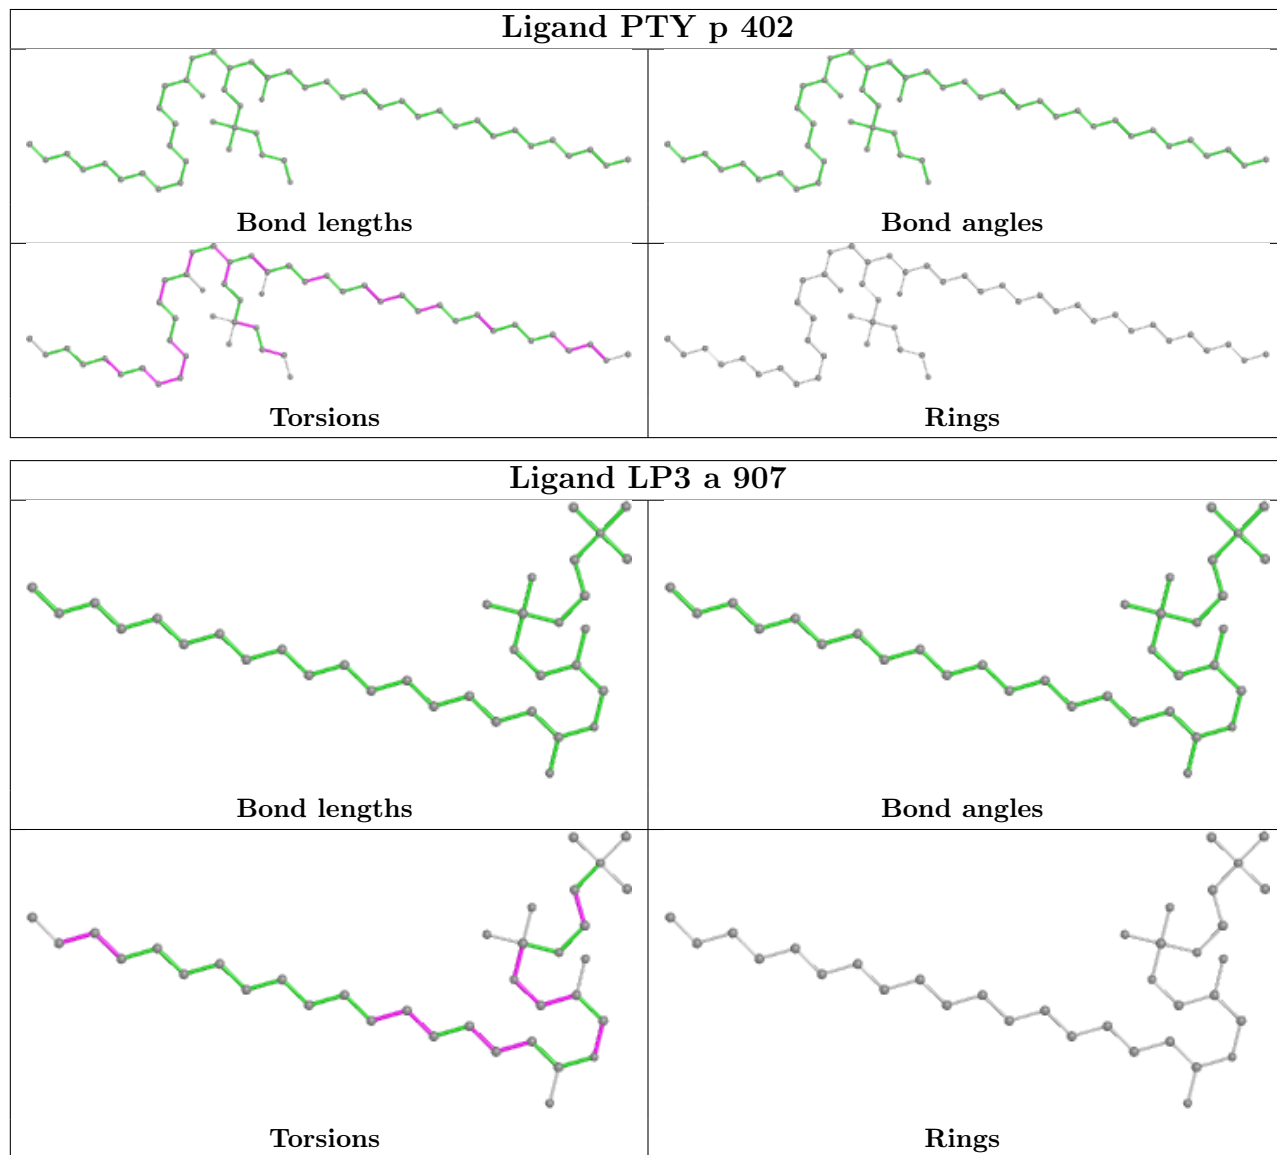 Ligand PTY p 402
Bond lengths
Bond angles
Torsions
Rings
Ligand LP3 a 907
Bond lengths
Bond angles
Torsions
Rings